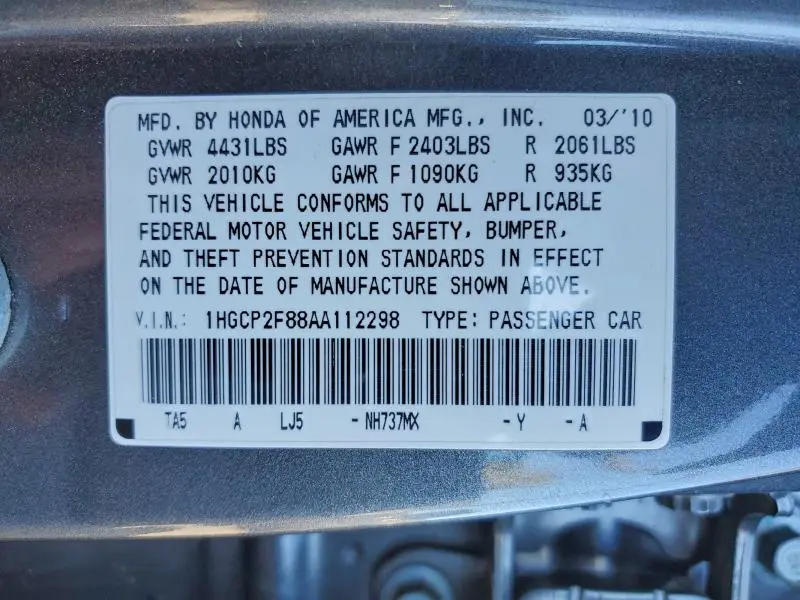 MFD. BY HONDA OF AMERICA MFG., INC. 03/'10
GVWR 4431LBS GAWR F 2403LBS R 2061LBS
GVWR 2010KG GAWR F 1090KG R 935KG
THIS VEHICLE CONFORMS TO ALL APPLICABLE
FEDERAL MOTOR VEHICLE SAFETY, BUMPER,
AND THEFT PREVENTION STANDARDS IN EFFECT
ON THE DATE OF MANUFACTURE SHOWN ABOVE.
V.I.N.: 1HGCP2F88AA112298 TYPE: PASSENGER CAR
TA5 A LJ5 -NH737MX -Y -A